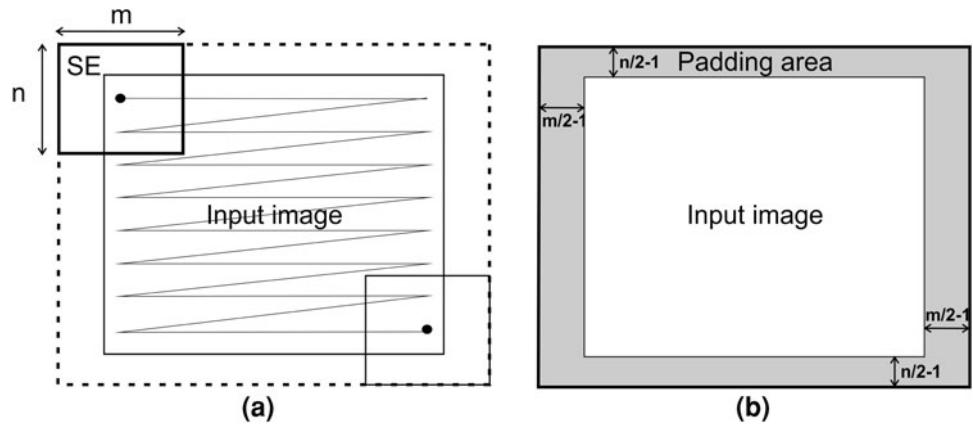 m
SE
n
Input image
(a)
n/2-1
Padding area
m/2-1
Input image
m/2-1
n/2-1
(b)